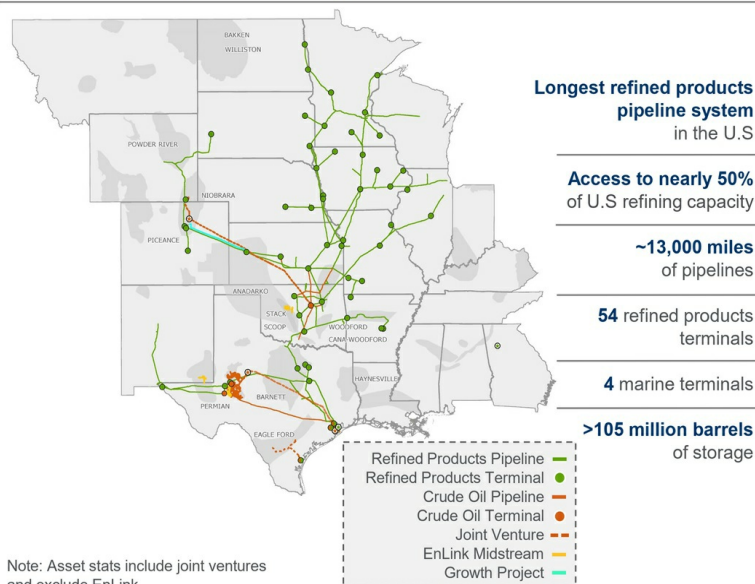 BAKKEN
WILLISTON
POWDER RIVER
NIOBRARA
PICEANCE
ANADARKO
STACK
SCOOP
WOODFORD
CANA-WOODFORD
HAYNESVILLE
BARNETT
PERMIAN
EAGLE FORD
Longest refined products
pipeline system
in the U.S
Access to nearly 50%
of U.S refining capacity
~13,000 miles
of pipelines
54 refined products
terminals
4 marine terminals
>105 million barrels
of storage
Refined Products Pipeline
Refined Products Terminal
Crude Oil Pipeline
Crude Oil Terminal
Joint Venture
EnLink Midstream
Growth Project
Note: Asset stats include joint ventures
and exclude EnLink